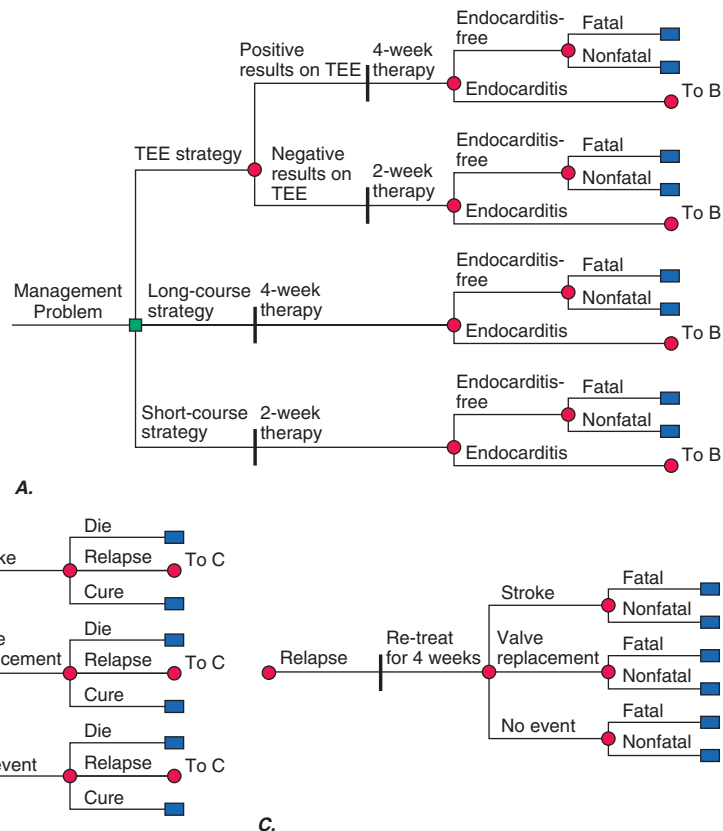 Endocarditis-
free
Fatal
Nonfatal
Positive
results on TEE
4-week
therapy
Endocarditis
To B
TEE strategy
Negative
results on
TEE
2-week
therapy
Endocarditis-
free
Fatal
Nonfatal
Endocarditis
To B
Management
Problem
Long-course
strategy
4-week
therapy
Endocarditis-
free
Fatal
Nonfatal
Endocarditis
To B
Short-course
strategy
2-week
therapy
Endocarditis-
free
Fatal
Nonfatal
Endocarditis
To B
A.
ke
Die
Relapse
To C
Cure
e
cement
Die
Relapse
To C
Cure
event
Die
Relapse
To C
Cure
Relapse
Re-treat
for 4 weeks
Stroke
Fatal
Nonfatal
Valve
replacement
Fatal
Nonfatal
No event
Fatal
Nonfatal
C.